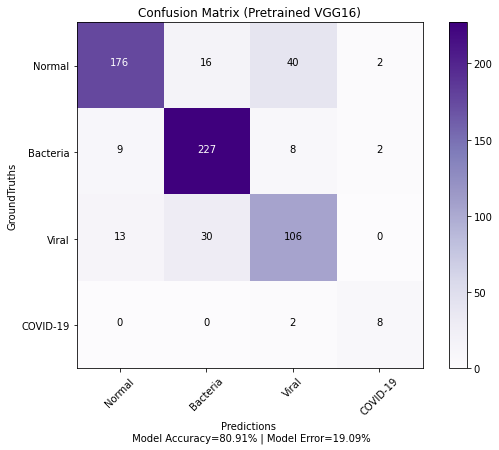 Confusion Matrix (Pretrained VGG16)
GroundTruths
Normal 176 16 40 2
Bacteria 9 227 8 2
Viral 13 30 106 0
COVID-19 0 0 2 8
Normal Bacteria Viral COVID-19
Predictions
Model Accuracy=80.91% | Model Error=19.09%
200
150
100
50
0